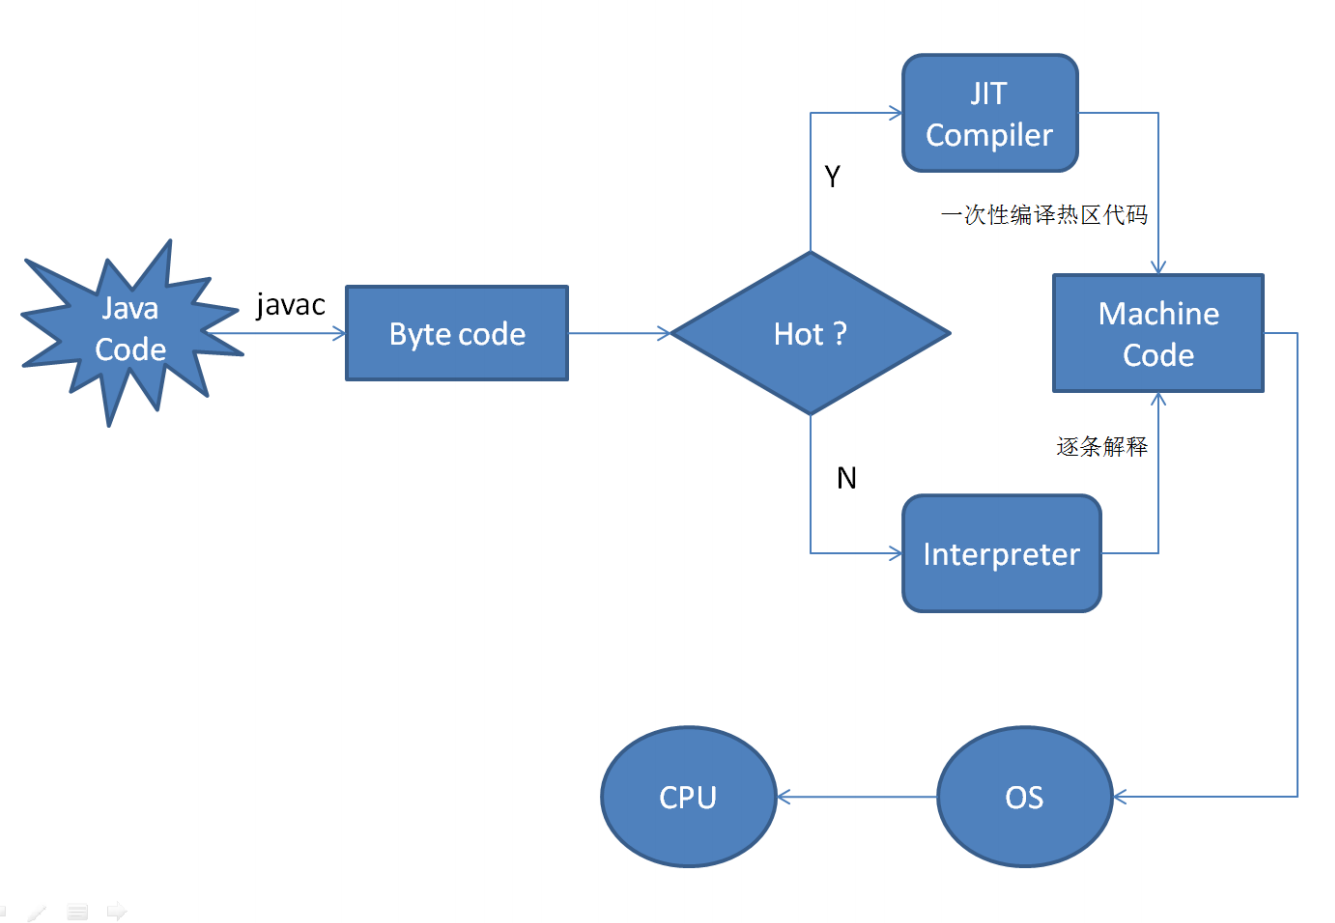 Java
Code
javac
Byte code
Hot ?
Y
JIT
Compiler
一次性编译热区代码
Machine
Code
N
逐条解释
Interpreter
OS
CPU